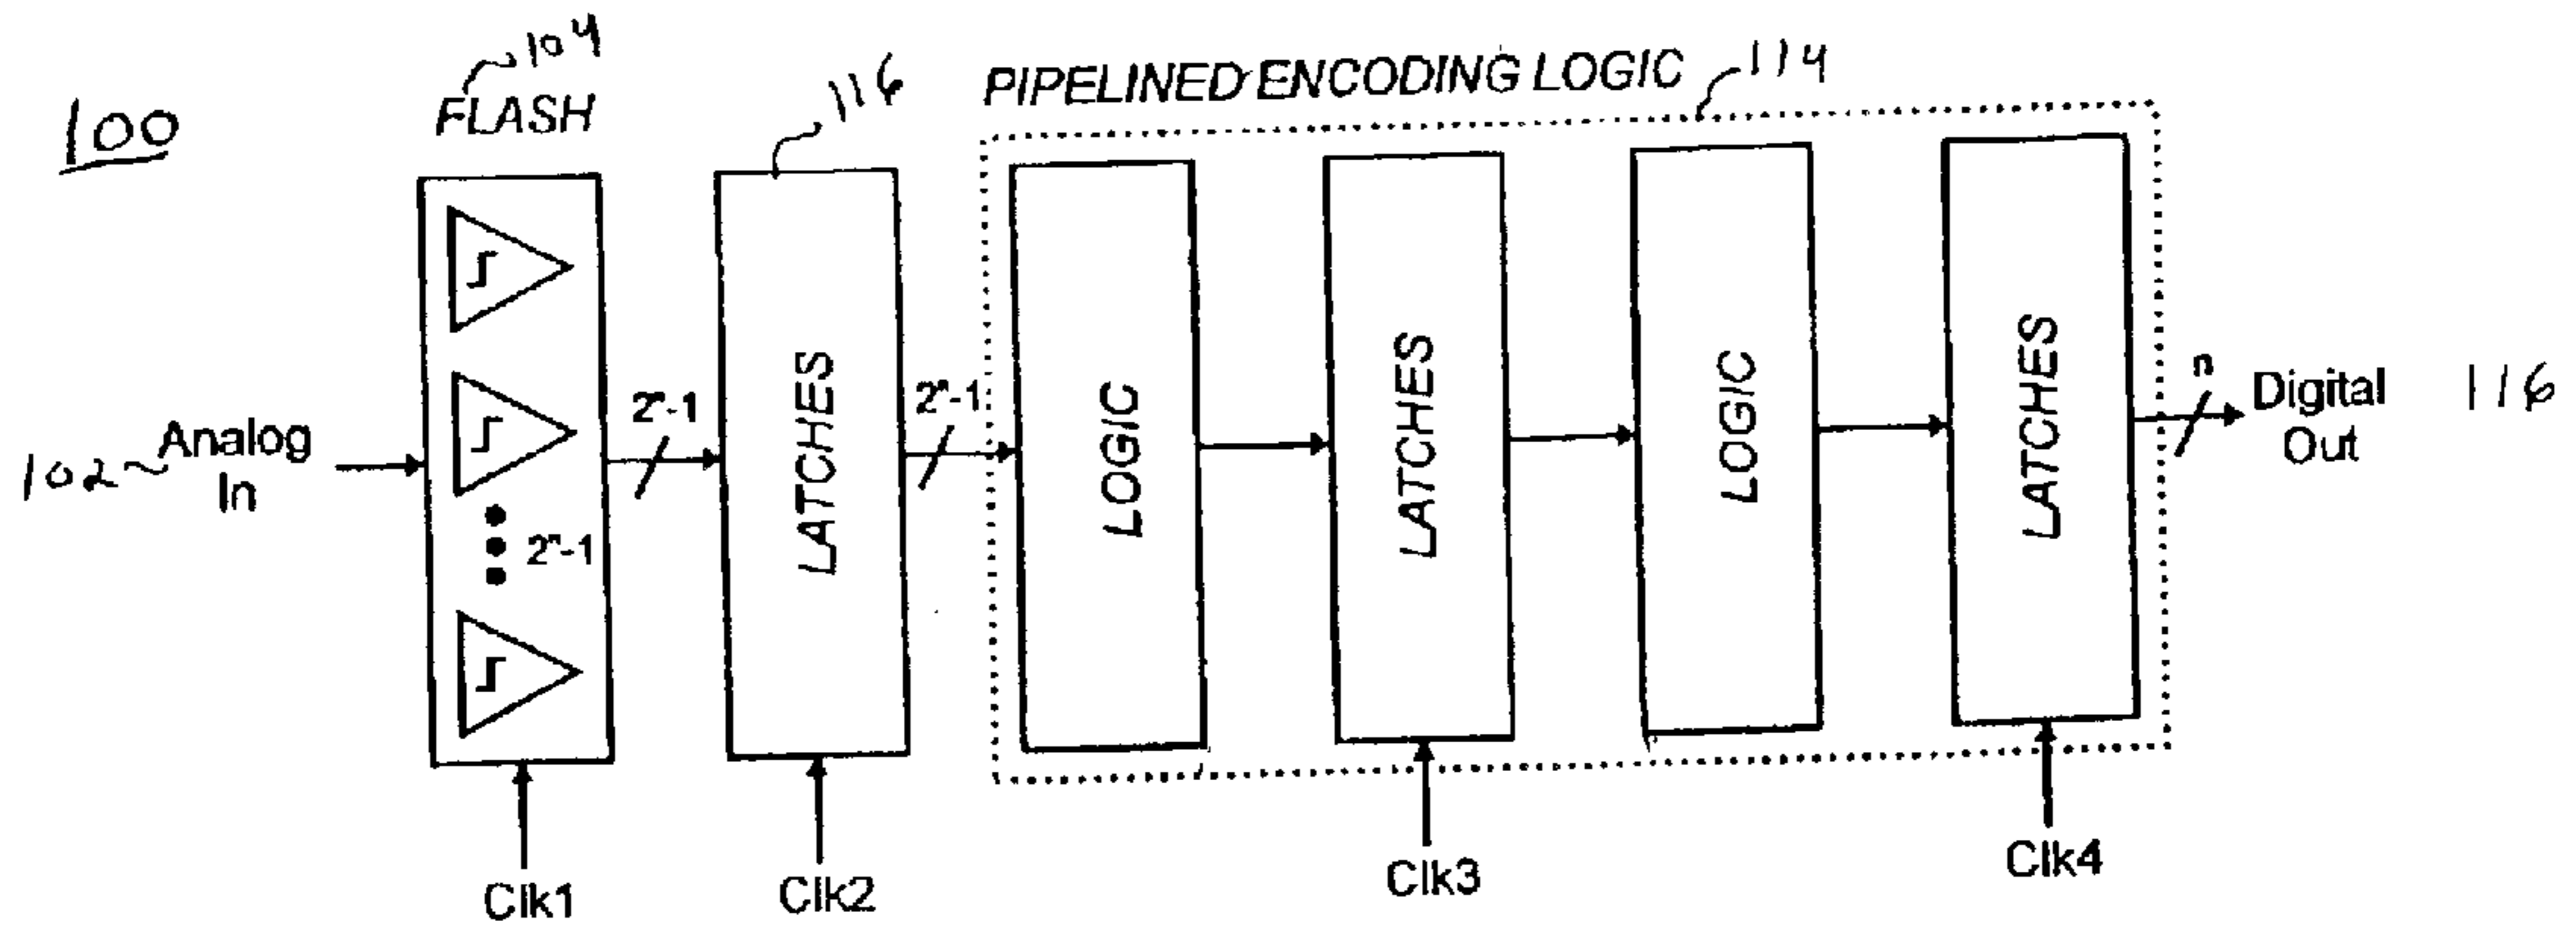 100
104
FLASH
116
PIPELINED ENCODING LOGIC
114
102
Analog
In
2ⁿ-1
2ⁿ-1
LATCHES
2ⁿ-1
LOGIC
LATCHES
LOGIC
LATCHES
n
Digital
Out
116
Clk1
Clk2
Clk3
Clk4